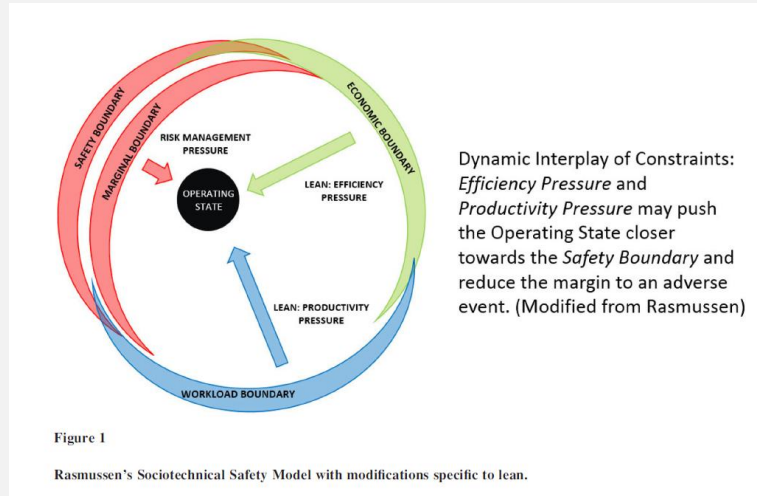 SAFETY BOUNDARY
MARGINAL BOUNDARY
ECONOMIC BOUNDARY
RISK MANAGEMENT
PRESSURE
OPERATING
STATE
LEAN: EFFICIENCY
PRESSURE
LEAN: PRODUCTIVITY
PRESSURE
WORKLOAD BOUNDARY
Dynamic Interplay of Constraints:
Efficiency Pressure and
Productivity Pressure may push
the Operating State closer
towards the Safety Boundary and
reduce the margin to an adverse
event. (Modified from Rasmussen)
Figure 1
Rasmussen's Sociotechnical Safety Model with modifications specific to lean.